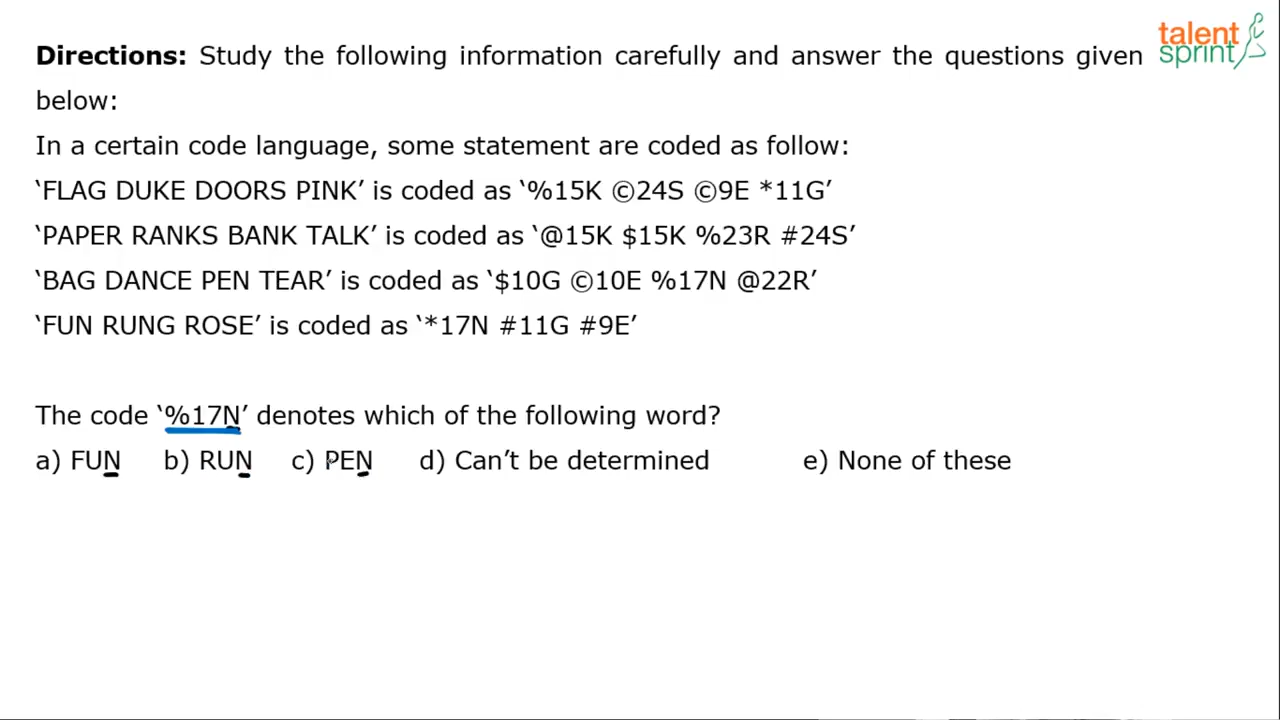 talent
sprint
Directions: Study the following information carefully and answer the questions given
below:
In a certain code language, some statement are coded as follow:
‘FLAG DUKE DOORS PINK’ is coded as ‘%15K ©24S ©9E *11G’
‘PAPER RANKS BANK TALK’ is coded as ‘@15K $15K %23R #24S’
‘BAG DANCE PEN TEAR’ is coded as ‘$10G ©10E %17N @22R’
‘FUN RUNG ROSE’ is coded as ‘*17N #11G #9E’
The code ‘%17N’ denotes which of the following word?
a) FUN b) RUN c) PEN d) Can’t be determined e) None of these